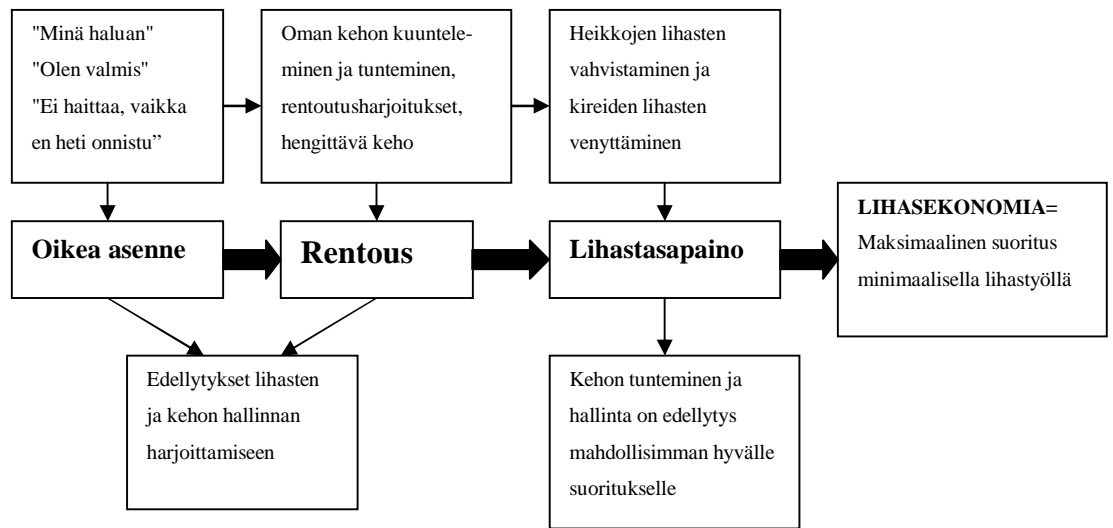 "Minä haluan"
"Olen valmis"
"Ei haittaa, vaikka
en heti onnistu”
Oman kehon kuuntele-
minen ja tunteminen,
rentoutusharjoitukset,
hengittävä keho
Heikkojen lihasten
vahvistaminen ja
kireiden lihasten
venyttäminen
Oikea asenne
Rentous
Lihastasapaino
LIHASEKONOMIA=
Maksimaalinen suoritus
minimaalisella lihastyöllä
Edellytykset lihasten
ja kehon hallinnan
harjoittamiseen
Kehon tunteminen ja
hallinta on edellytys
mahdollisimman hyvälle
suoritukselle